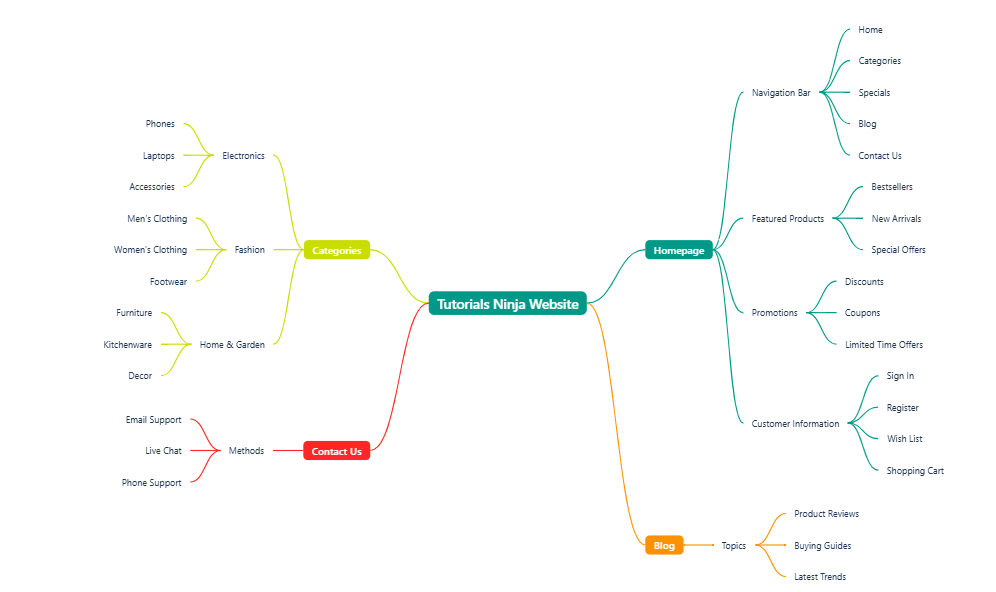 Tutorials Ninja Website
Homepage
Navigation Bar
Home
Categories
Specials
Blog
Contact Us
Featured Products
Bestsellers
New Arrivals
Special Offers
Promotions
Discounts
Coupons
Limited Time Offers
Customer Information
Sign In
Register
Wish List
Shopping Cart
Blog
Topics
Product Reviews
Buying Guides
Latest Trends
Categories
Electronics
Phones
Laptops
Accessories
Fashion
Men's Clothing
Women's Clothing
Footwear
Home & Garden
Furniture
Kitchenware
Decor
Contact Us
Methods
Email Support
Live Chat
Phone Support